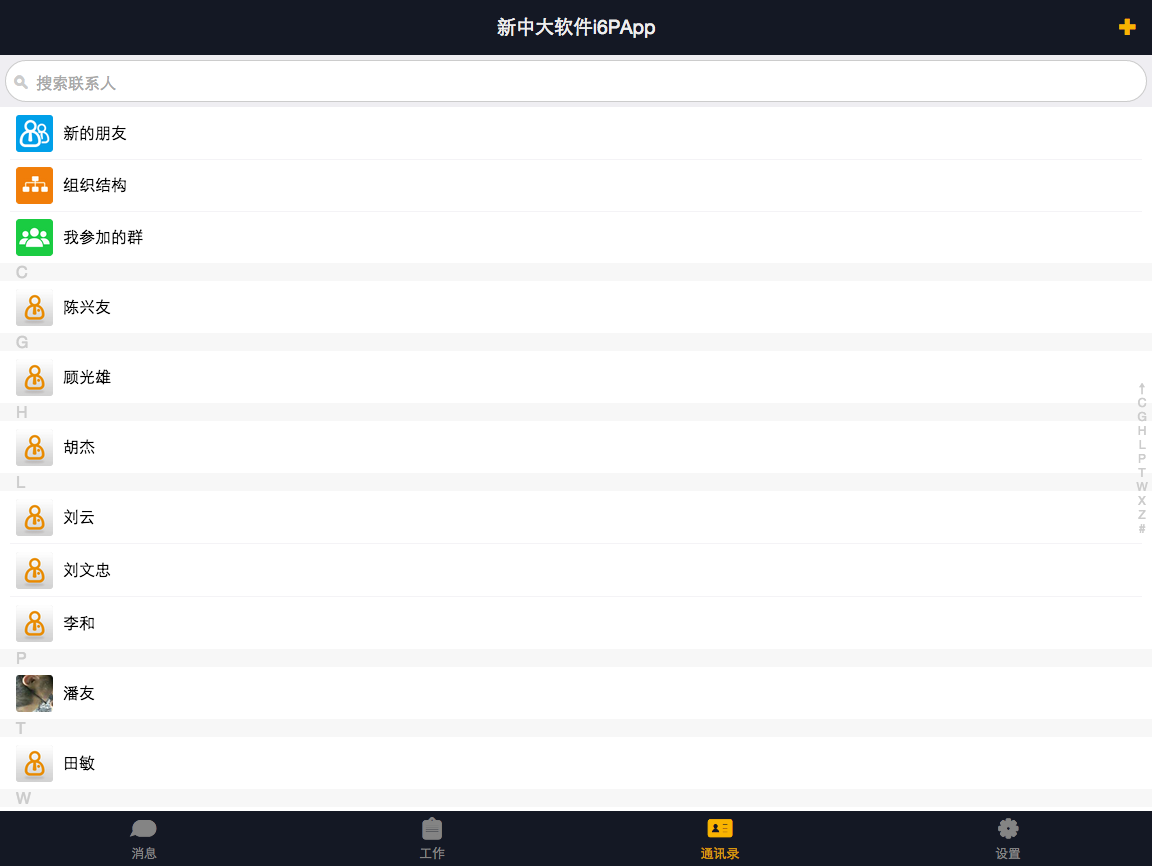 新中大软件i6PApp
搜索联系人
新的朋友
组织结构
我参加的群
C
陈兴友
G
顾光雄
H
胡杰
L
刘云
刘文忠
李和
P
潘友
T
田敏
W
C
G
H
L
P
T
W
X
Z
#
消息
工作
通讯录
设置